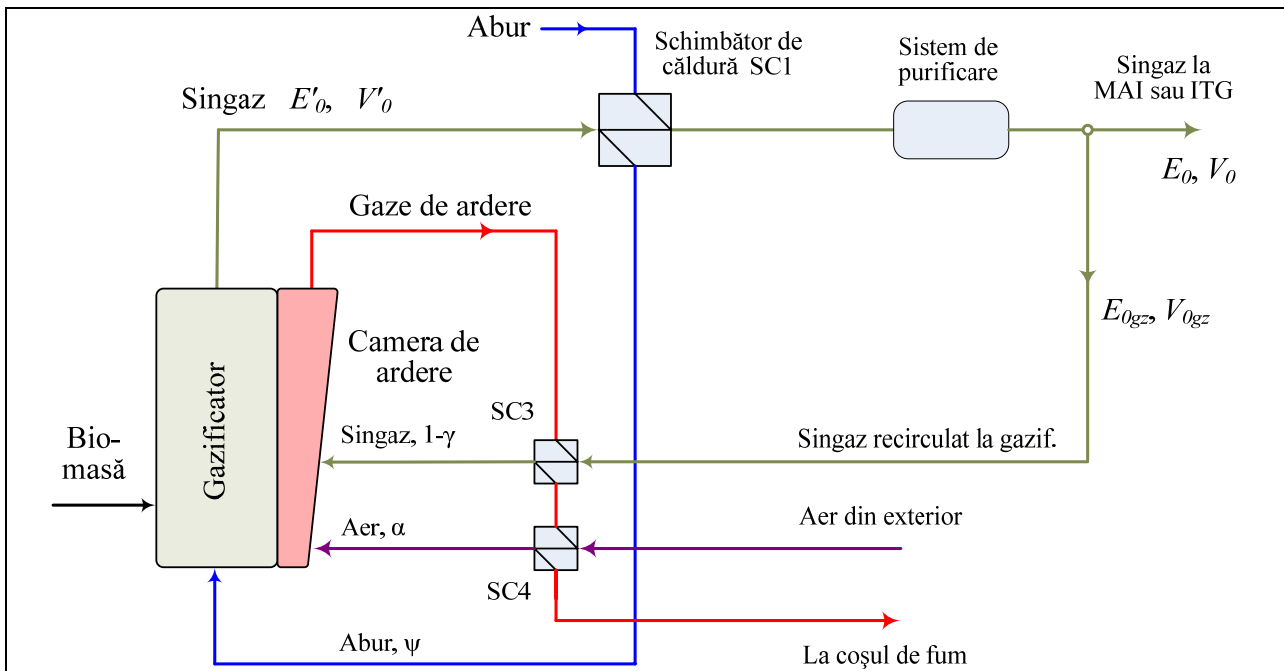 Abur
Schimbător de
căldură SC1
Sistem de
purificare
Singaz la
MAI sau ITG
Singaz E'₀, V'₀
E₀, V₀
Gaze de ardere
E₀gz, V₀gz
Camera de
ardere
Gazificator
SC3
Singaz, 1-γ
Singaz recirculat la gazif.
Bio-
masă
Aer, α
Aer din exterior
SC4
Abur, ψ
La coşul de fum